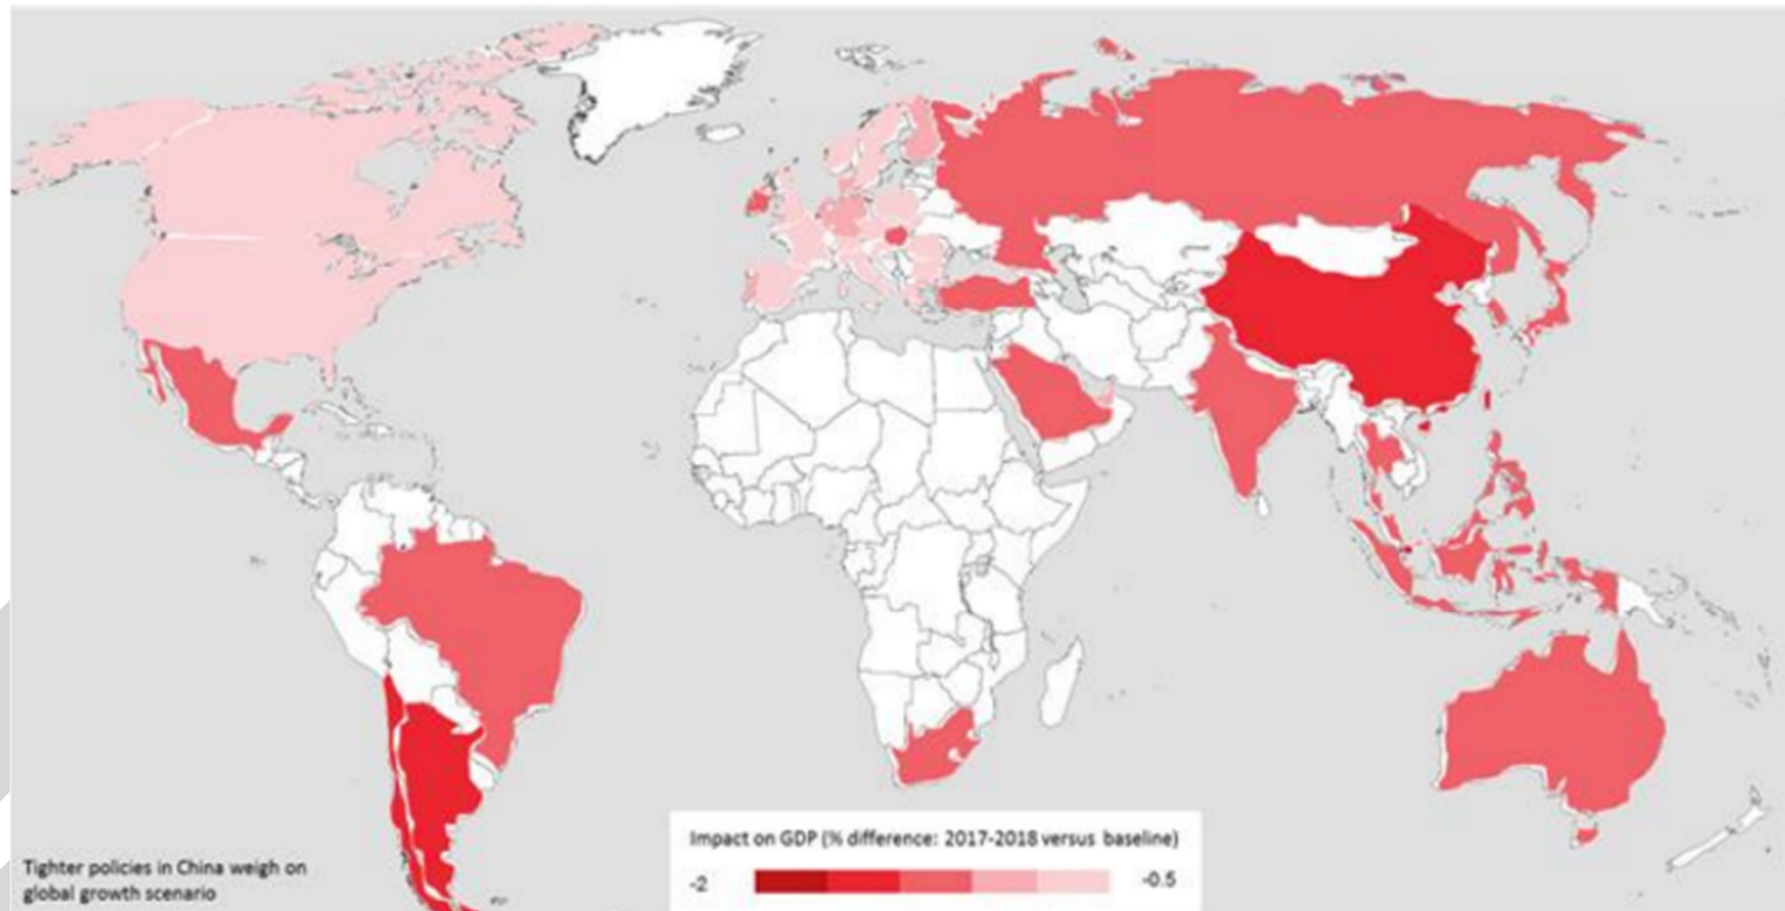 Impact on GDP (% difference: 2017-2018 versus baseline)
-2
-0.5
Tighter policies in China weigh on
global growth scenario